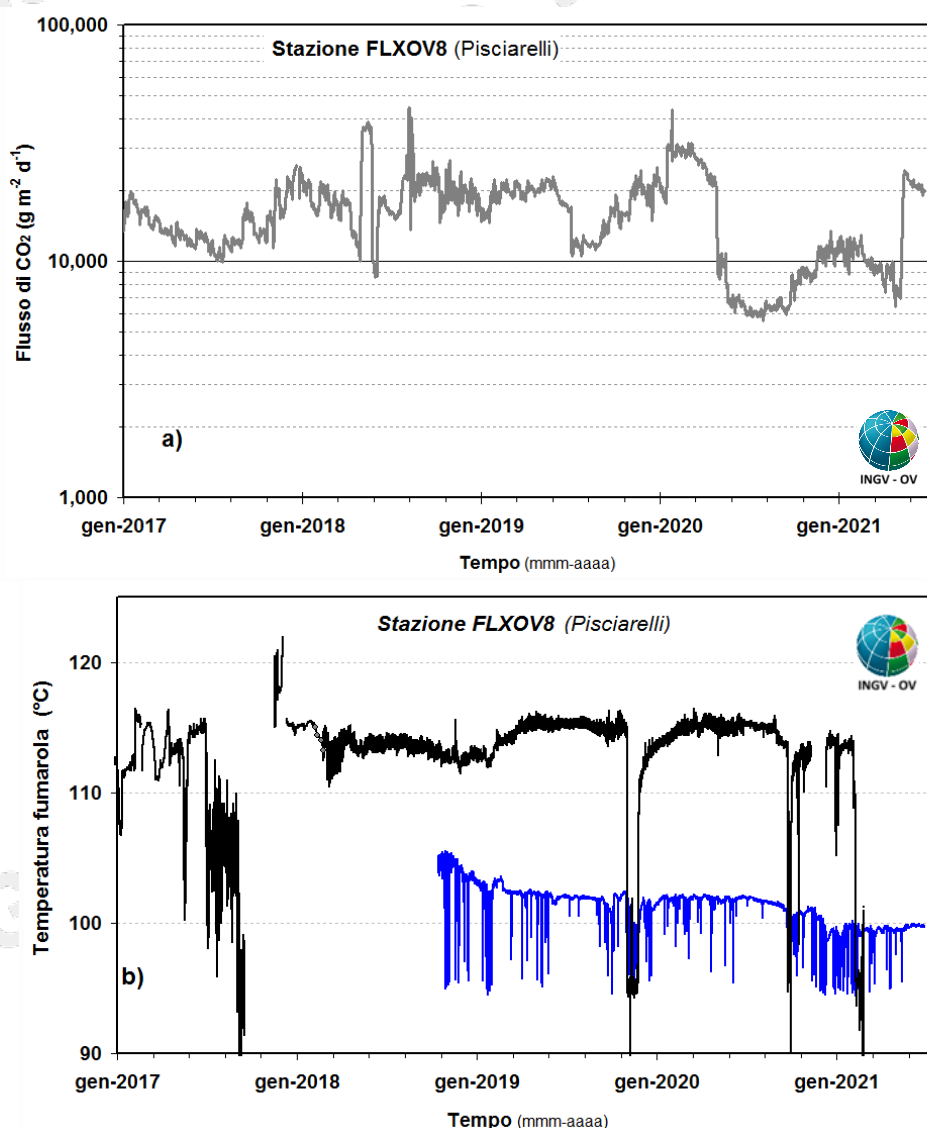 Stazione FLXOV8 (Pisciarelli)
100,000
10,000
1,000
Flusso di CO₂ (g m⁻² d⁻¹)
a)
INGV - OV
gen-2017 gen-2018 gen-2019 gen-2020 gen-2021
Tempo (mmm-aaaa)
Stazione FLXOV8 (Pisciarelli)
120
110
100
90
Temperatura fumarola (°C)
b)
INGV - OV
gen-2017 gen-2018 gen-2019 gen-2020 gen-2021
Tempo (mmm-aaaa)